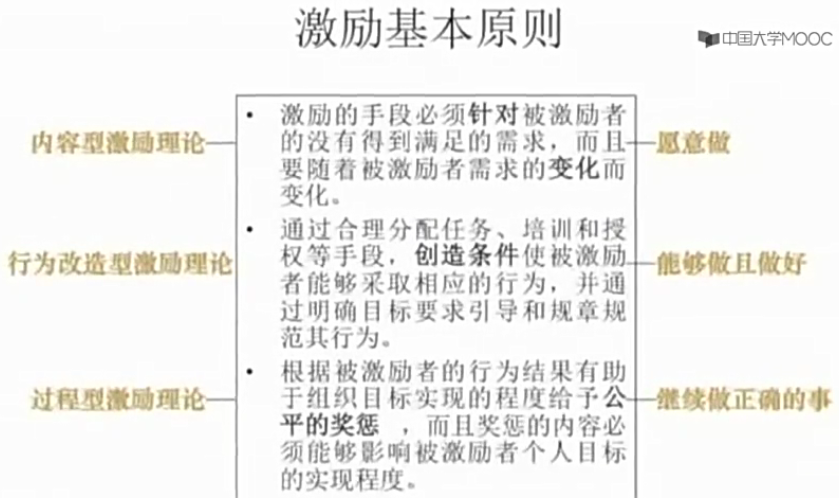 激励基本原则
中国大学MOOC
内容型激励理论
• 激励的手段必须针对被激励者
的没有得到满足的需求，而且
要随着被激励者需求的变化而
变化。
愿意做
行为改造型激励理论
• 通过合理分配任务、培训和授
权等手段，创造条件使被激励
者能够采取相应的行为，并通
过明确目标要求引导和规章规
范其行为。
能够做且做好
过程型激励理论
• 根据被激励者的行为结果有助
于组织目标实现的程度给予公
平的奖惩 ，而且奖惩的内容必
须能够影响被激励者个人目标
的实现程度。
继续做正确的事